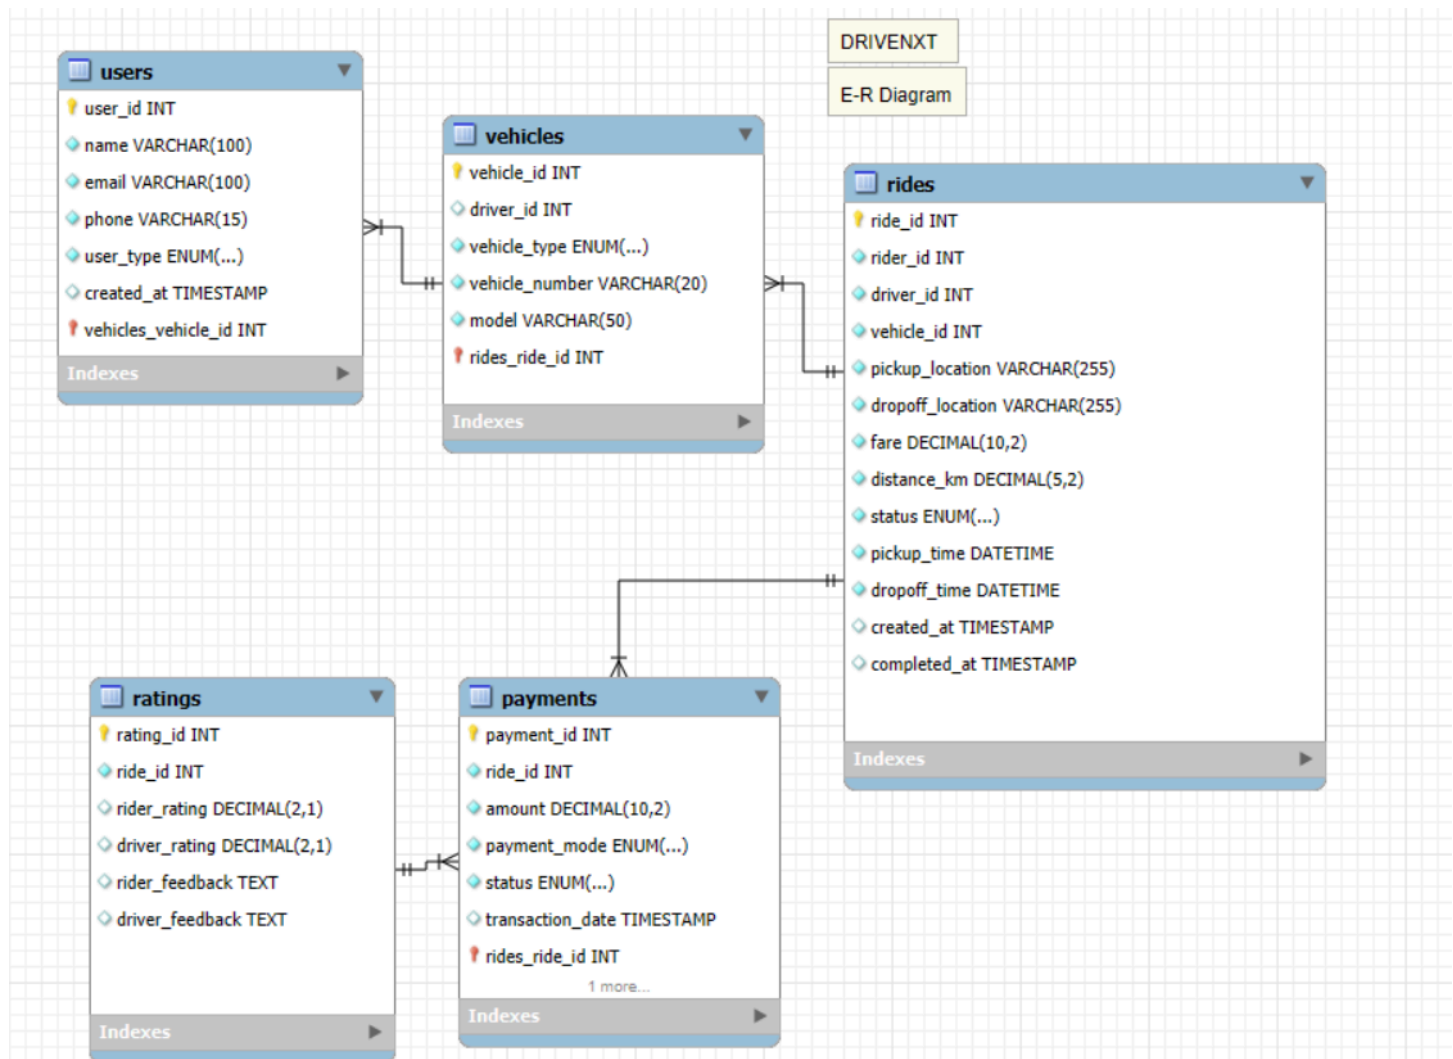 DRIVENXT
E-R Diagram
users
user_id INT
name VARCHAR(100)
email VARCHAR(100)
phone VARCHAR(15)
user_type ENUM(...)
created_at TIMESTAMP
vehicles_vehicle_id INT
Indexes
vehicles
vehicle_id INT
driver_id INT
vehicle_type ENUM(...)
vehicle_number VARCHAR(20)
model VARCHAR(50)
rides_ride_id INT
Indexes
rides
ride_id INT
rider_id INT
driver_id INT
vehicle_id INT
pickup_location VARCHAR(255)
dropoff_location VARCHAR(255)
fare DECIMAL(10,2)
distance_km DECIMAL(5,2)
status ENUM(...)
pickup_time DATETIME
dropoff_time DATETIME
created_at TIMESTAMP
completed_at TIMESTAMP
Indexes
ratings
rating_id INT
ride_id INT
rider_rating DECIMAL(2,1)
driver_rating DECIMAL(2,1)
rider_feedback TEXT
driver_feedback TEXT
Indexes
payments
payment_id INT
ride_id INT
amount DECIMAL(10,2)
payment_mode ENUM(...)
status ENUM(...)
transaction_date TIMESTAMP
rides_ride_id INT
1 more...
Indexes